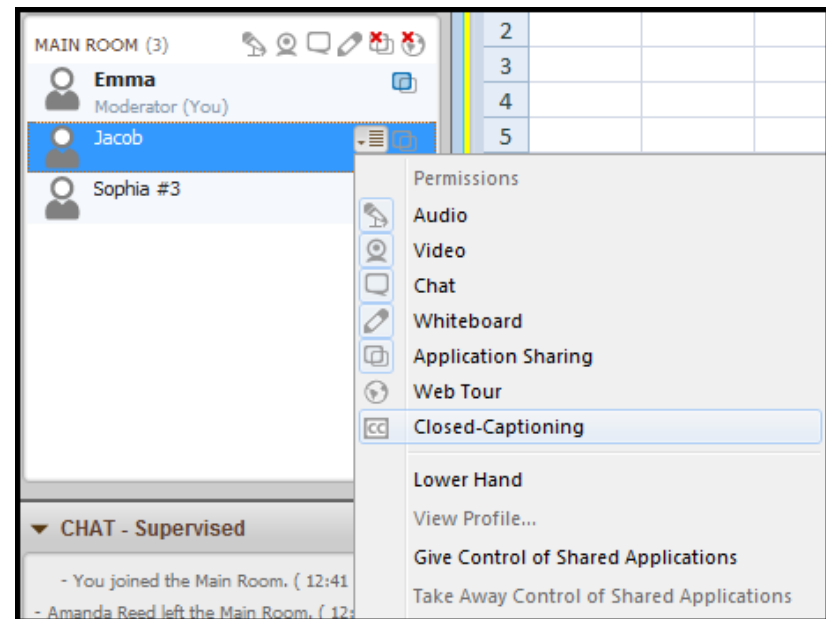 MAIN ROOM (3)
Emma
Moderator (You)
Jacob
Sophia #3
2
3
4
5
Permissions
Audio
Video
Chat
Whiteboard
Application Sharing
Web Tour
CC
Closed-Captioning
Lower Hand
View Profile...
Give Control of Shared Applications
Take Away Control of Shared Applications
CHAT - Supervised
- You joined the Main Room. ( 12:41
- Amanda Reed left the Main Room. ( 12: